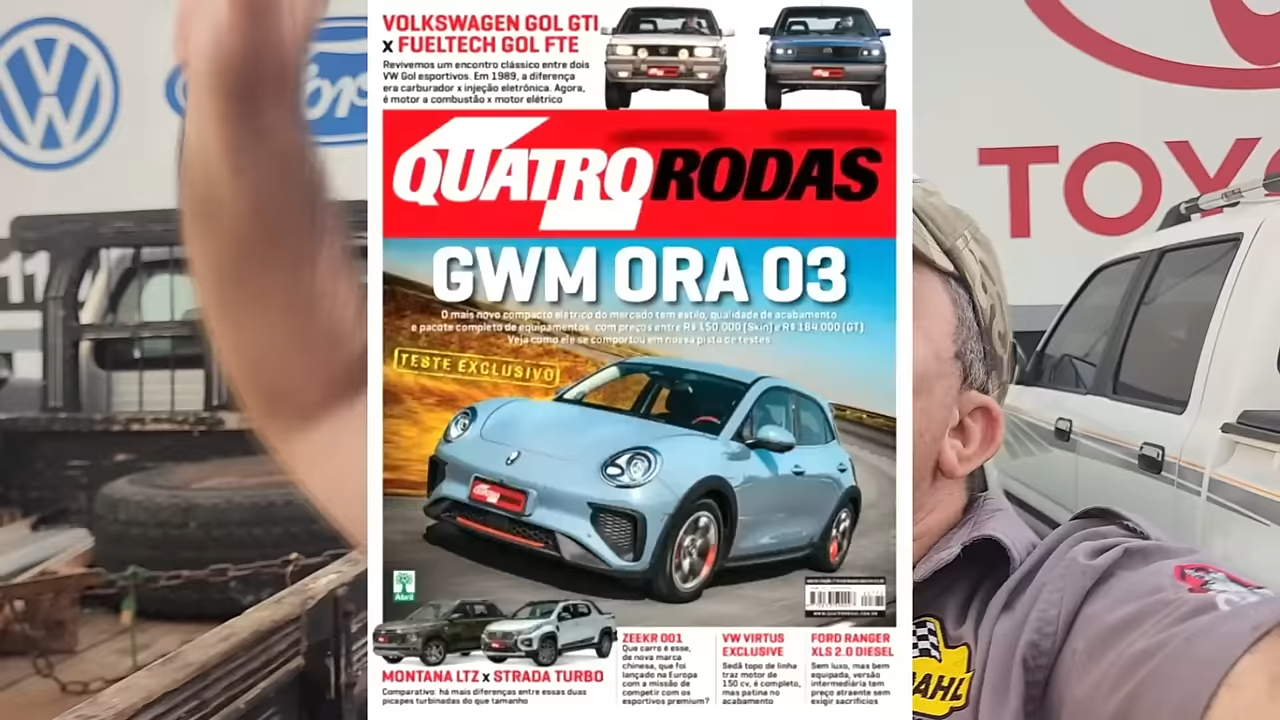 VOLKSWAGEN GOL GTI
x FUELTECH GOL FTE
Revivemos um encontro clássico entre dois
VW Gol esportivos. Em 1989, a diferença
era carburador x injeção eletrônica. Agora,
é motor a combustão x motor elétrico
QUATRO RODAS
GWM ORA 03
O mais novo compacto elétrico do mercado tem estilo, qualidade de acabamento
e pacote completo de equipamentos, com preços entre R$ 150.000 (Skin) e R$ 184.000 (GT).
Veja como ele se comportou em nossa pista de testes
TESTE EXCLUSIVO
Abril
MONTANA LTZ x STRADA TURBO
Comparativo: há mais diferenças entre essas duas
picapes turbinadas do que tamanho
ZEEKR 001
Que carro é esse,
de nova marca
chinesa, que foi
lançado na Europa
com a missão de
competir com os
esportivos premium?
VW VIRTUS
EXCLUSIVE
Sedã topo de linha
traz motor de
150 cv, é completo,
mas patina no
acabamento
FORD RANGER
XLS 2.0 DIESEL
Sem luxo, mas bem
equipada, versão
intermediária tem
preço atraente sem
exigir sacrifícios
VW
Ford
TOY
11
AHL